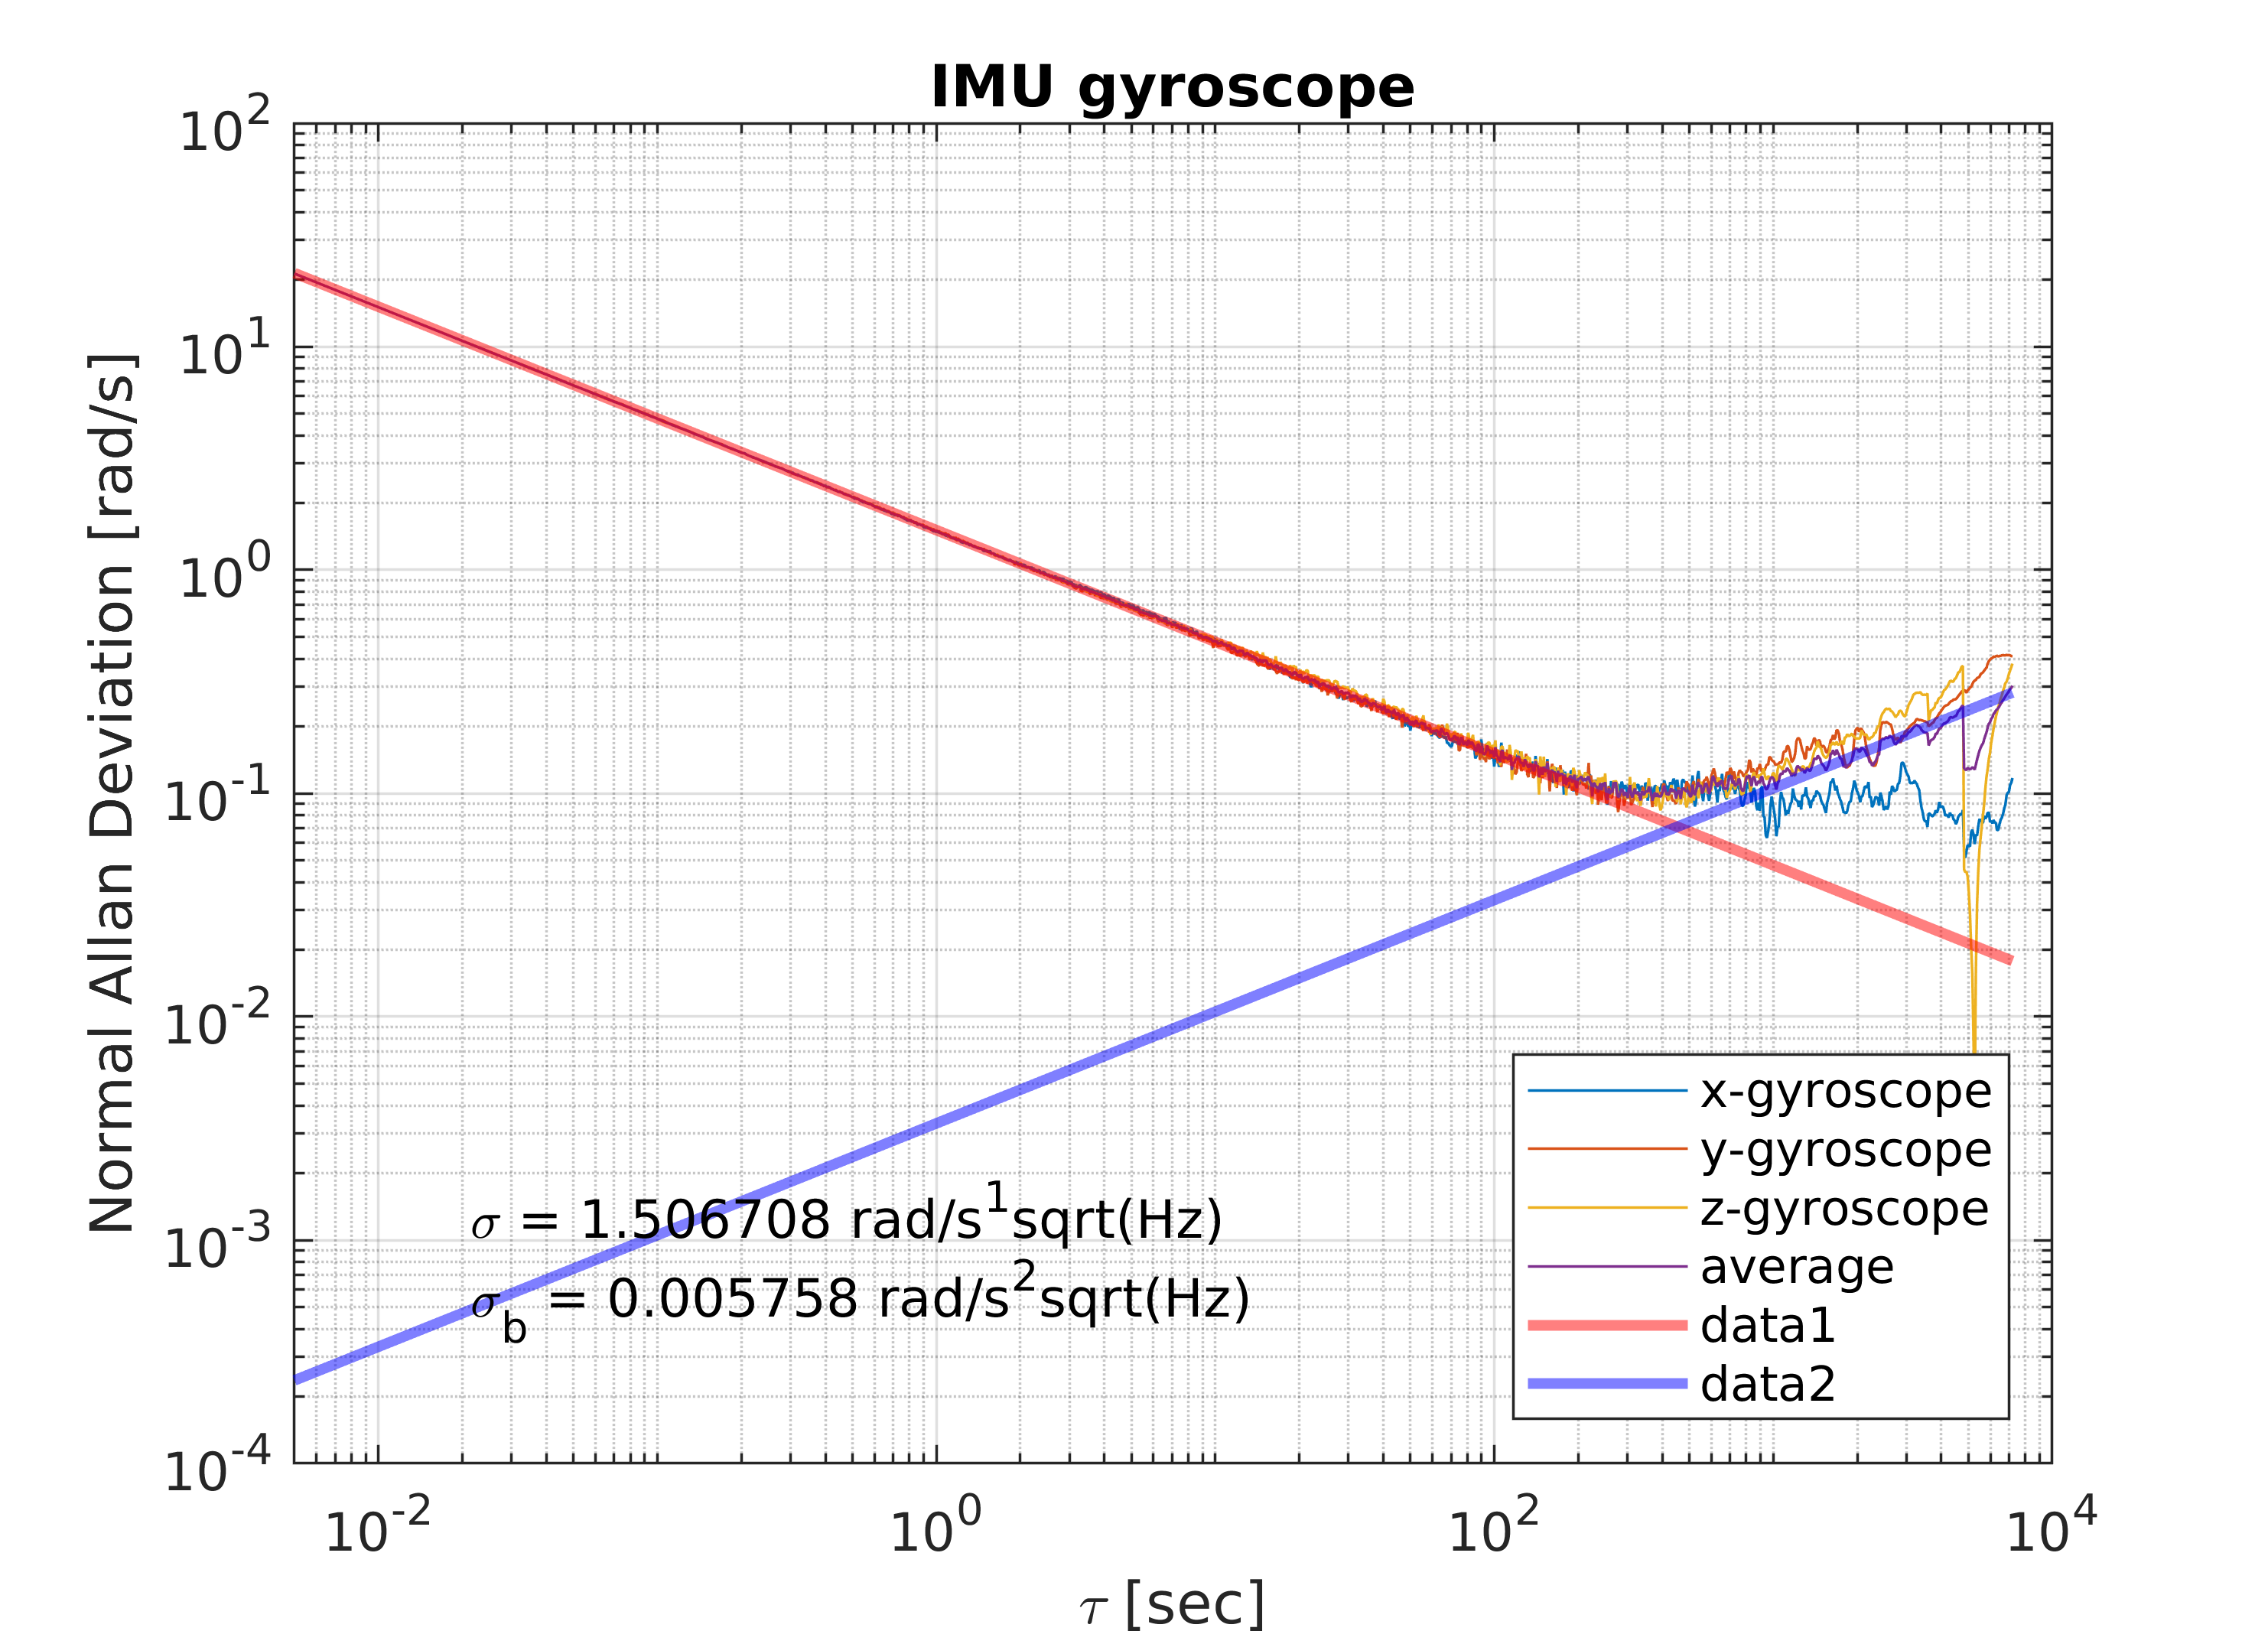 IMU gyroscope
Normal Allan Deviation [rad/s]
10^2
10^1
10^0
10^-1
10^-2
10^-3
10^-4
σ = 1.506708 rad/s^1sqrt(Hz)
σ_b = 0.005758 rad/s^2sqrt(Hz)
x-gyroscope
y-gyroscope
z-gyroscope
average
data1
data2
10^-2 10^0 10^2 10^4
τ [sec]